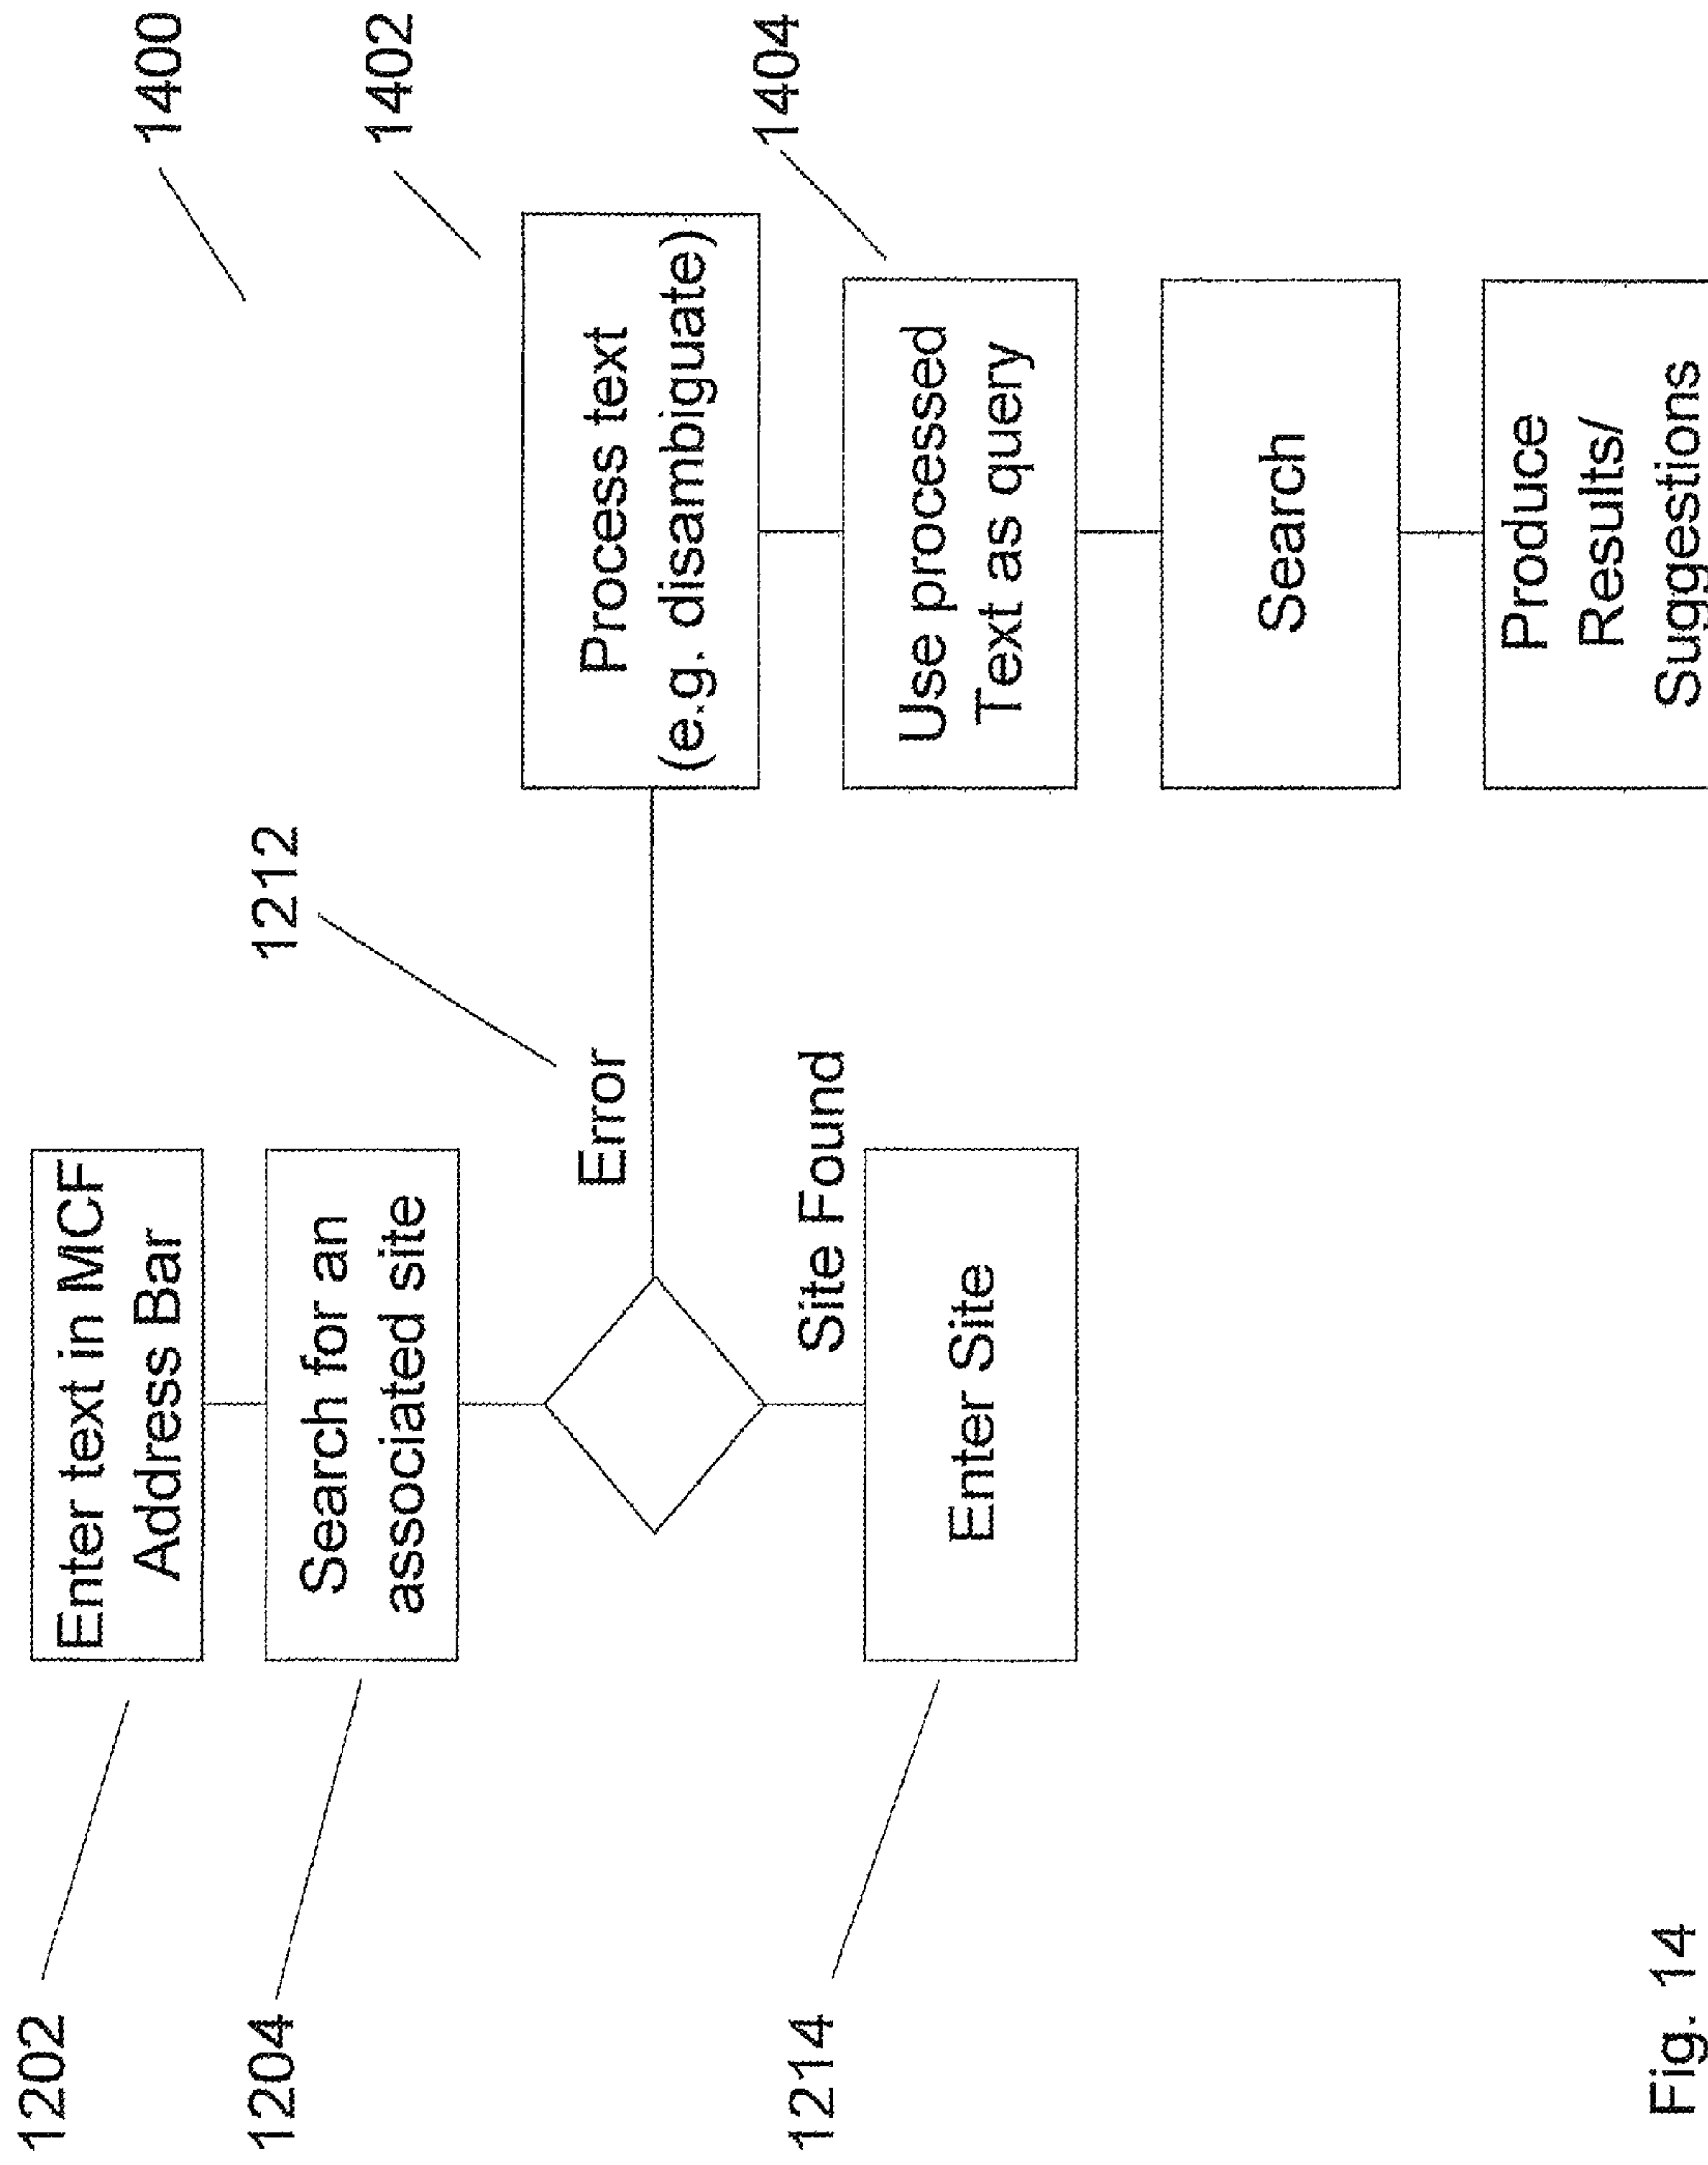 1400
1202
Enter text in MCF
Address Bar
1212
1402
1204
Search for an
associated site
Error
Process text
(e.g. disambiguate)
1404
Site Found
1214
Enter Site
Use processed
Text as query
Search
Produce
Results/
Suggestions
Fig. 14